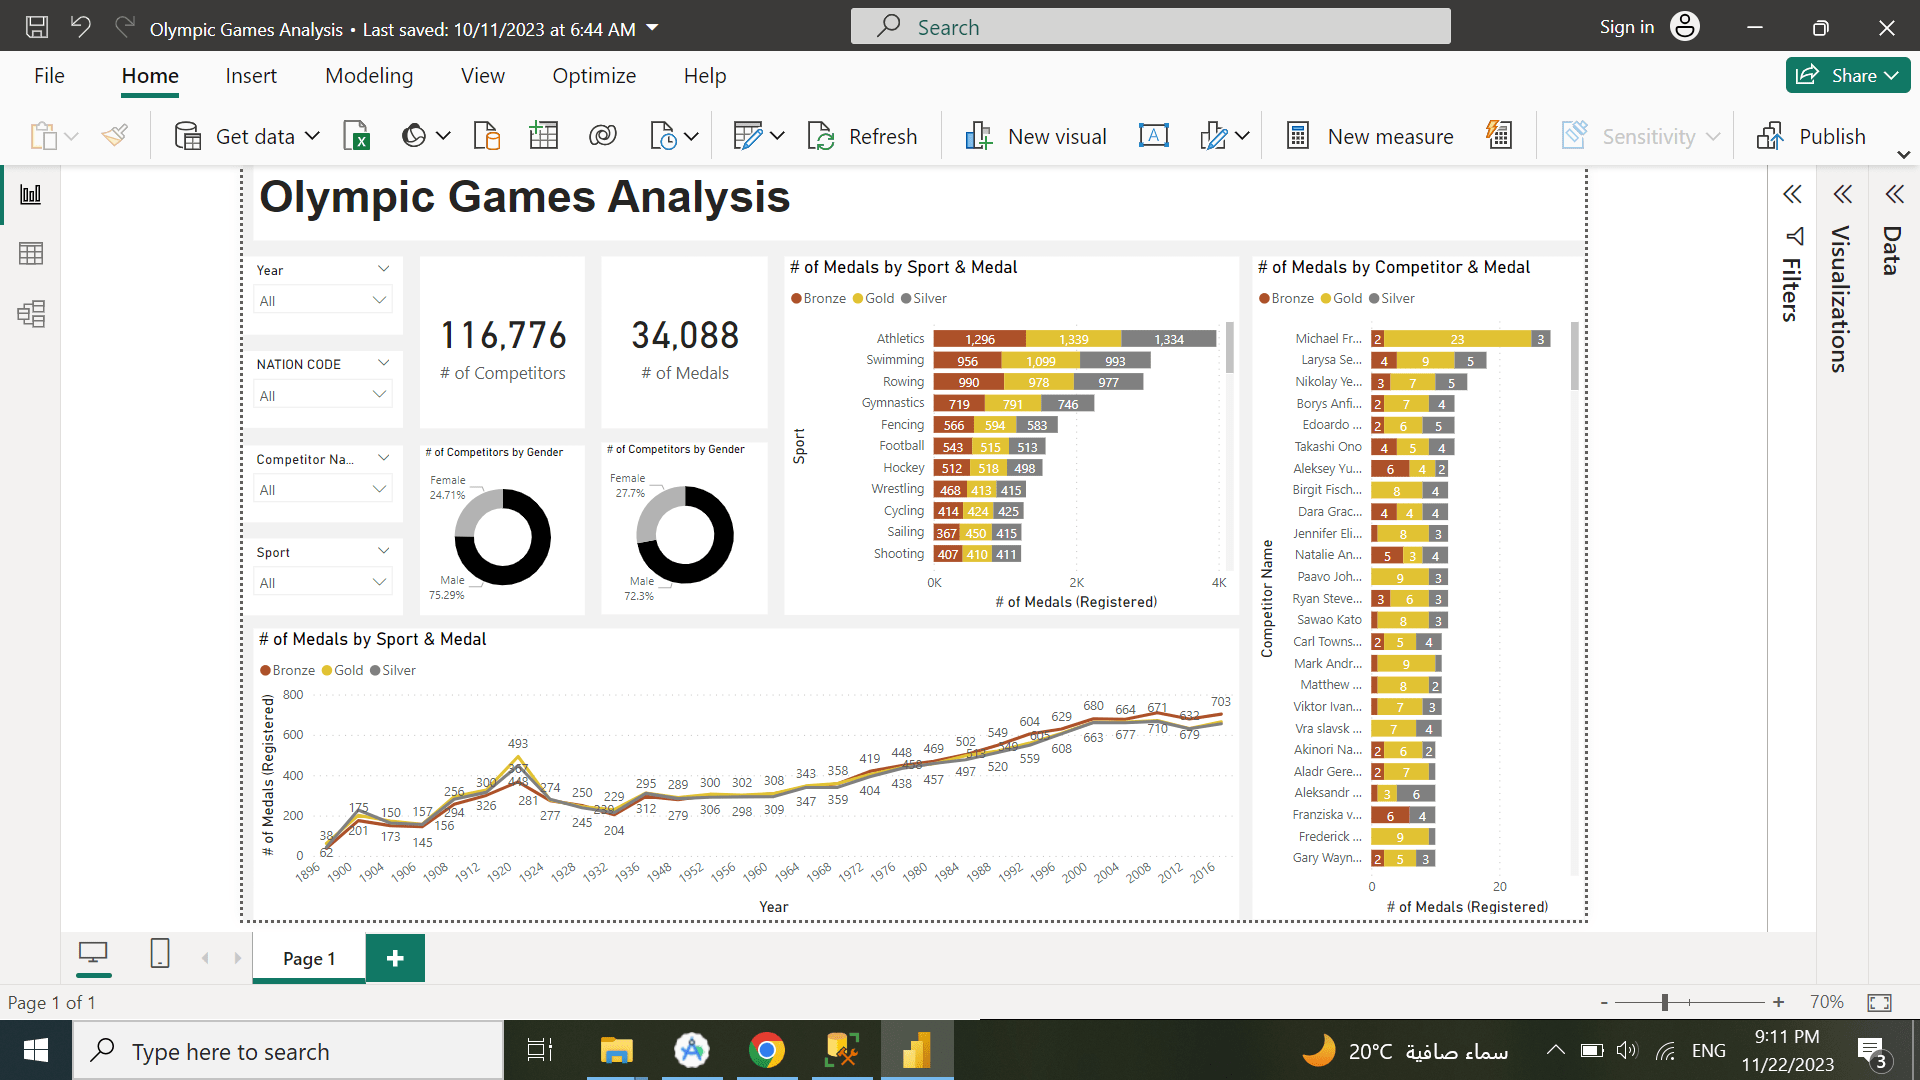 Olympic Games Analysis • Last saved: 10/11/2023 at 6:44 AM
Search
Sign in
File Home Insert Modeling View Optimize Help
Share
Get data
Refresh
New visual
New measure
Sensitivity
Publish
Olympic Games Analysis
Year
All
NATION CODE
All
Competitor Na...
All
Sport
All
116,776
# of Competitors
34,088
# of Medals
# of Competitors by Gender
Female
24.71%
Male
75.29%
# of Competitors by Gender
Female
27.7%
Male
72.3%
# of Medals by Sport & Medal
Bronze Gold Silver
Sport
Athletics 1,296 1,339 1,334
Swimming 956 1,099 993
Rowing 990 978 977
Gymnastics 719 791 746
Fencing 566 594 583
Football 543 515 513
Hockey 512 518 498
Wrestling 468 413 415
Cycling 414 424 425
Sailing 367 450 415
Shooting 407 410 411
0K 2K 4K
# of Medals (Registered)
# of Medals by Competitor & Medal
Bronze Gold Silver
Competitor Name
Michael Fr... 2 23 3
Larysa Se... 4 9 5
Nikolay Ye... 3 7 5
Borys Anfi... 2 7 4
Edoardo ... 2 6 5
Takashi Ono 4 5 4
Aleksey Yu... 6 4 2
Birgit Fisch... 8 4
Dara Grac... 4 4 4
Jennifer Eli... 8 3
Natalie An... 5 3 4
Paavo Joh... 9 3
Ryan Steve... 3 6 3
Sawao Kato 8 3
Carl Towns... 2 5 4
Mark Andr... 9
Matthew ... 8 2
Viktor Ivan... 7 3
Vra slavsk ... 7 4
Akinori Na... 2 6 2
Aladr Gere... 2 7
Aleksandr ... 3 6
Franziska v... 6 4
Frederick ... 9
Gary Wayn... 2 5 3
0 20
# of Medals (Registered)
# of Medals by Sport & Medal
Bronze Gold Silver
# of Medals (Registered)
800
600
400
200
0
38 175 150 157 256 300 493 274 250 229 295 289 300 302 308 343 358 419 448 469 502 549 604 629 680 664 671 632 703
367 448 239 458 513 549 605
62 201 173 145 156 294 326 281 277 245 204 312 279 306 298 309 347 359 404 438 457 497 520 559 608 663 677 710 679
1896 1900 1904 1906 1908 1912 1920 1924 1928 1932 1936 1948 1952 1956 1960 1964 1968 1972 1976 1980 1984 1988 1992 1996 2000 2004 2008 2012 2016
Year
Filters
Visualizations
Data
Page 1
Page 1 of 1
- + 70%
Type here to search
20°C سماء صافية
ENG
9:11 PM
11/22/2023
3